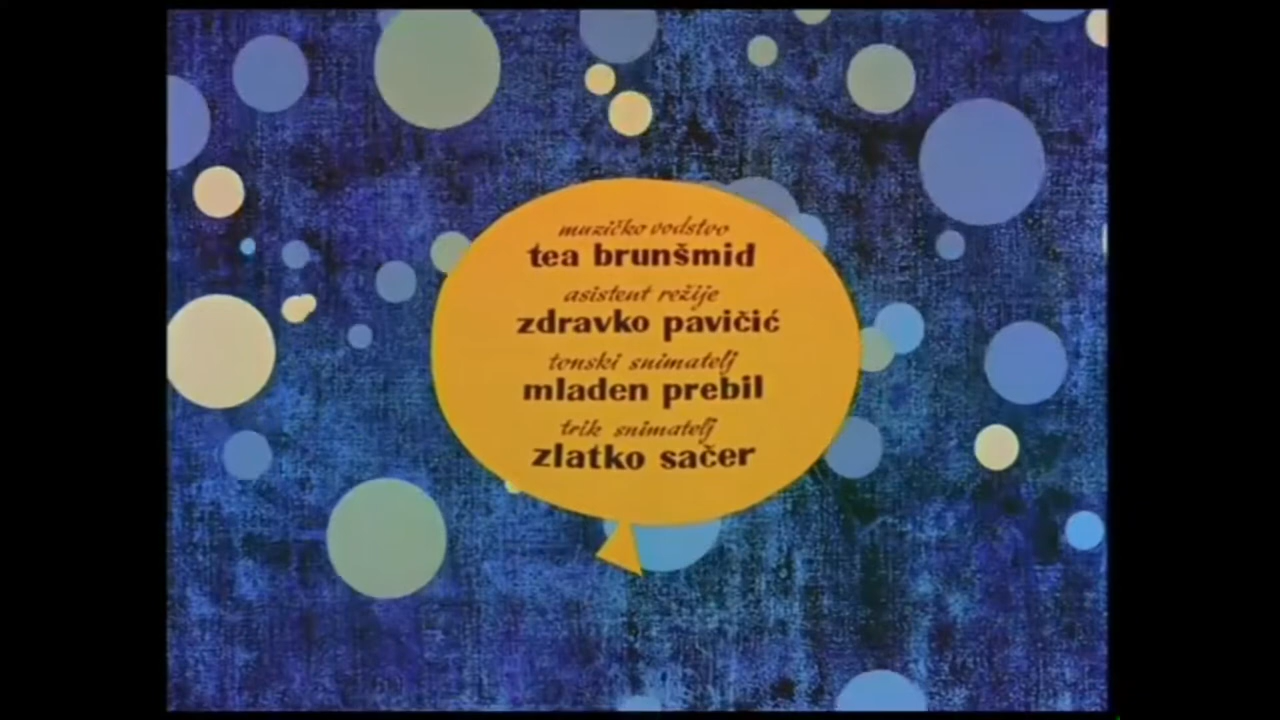 muzičko vodstvo
tea brunšmid
asistent režije
zdravko pavičić
tonski snimatelj
mladen prebil
trik snimatelj
zlatko sačer